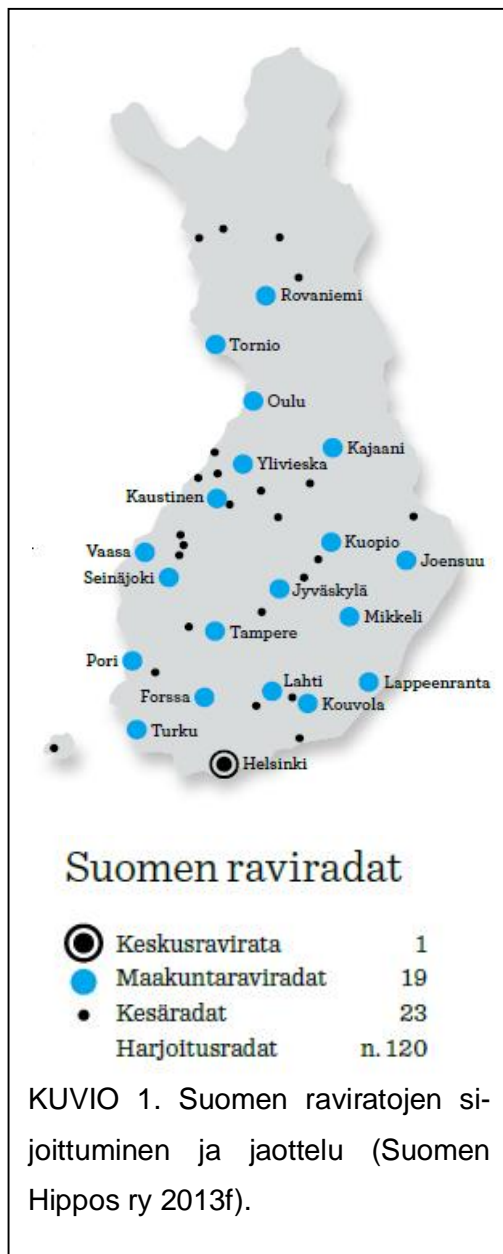 Rovaniemi
Tornio
Oulu
Kajaani
Ylivieska
Kaustinen
Vaasa
Kuopio
Joensuu
Seinäjoki
Jyväskylä
Mikkeli
Tampere
Pori
Lahti
Lappeenranta
Forssa
Kouvola
Turku
Helsinki
Suomen raviradat
Keskusravirata 1
Maakuntaraviradat 19
Kesäradat 23
Harjoitusradat n. 120
KUVIO 1. Suomen raviratojen si-
joittuminen ja jaottelu (Suomen
Hippos ry 2013f).